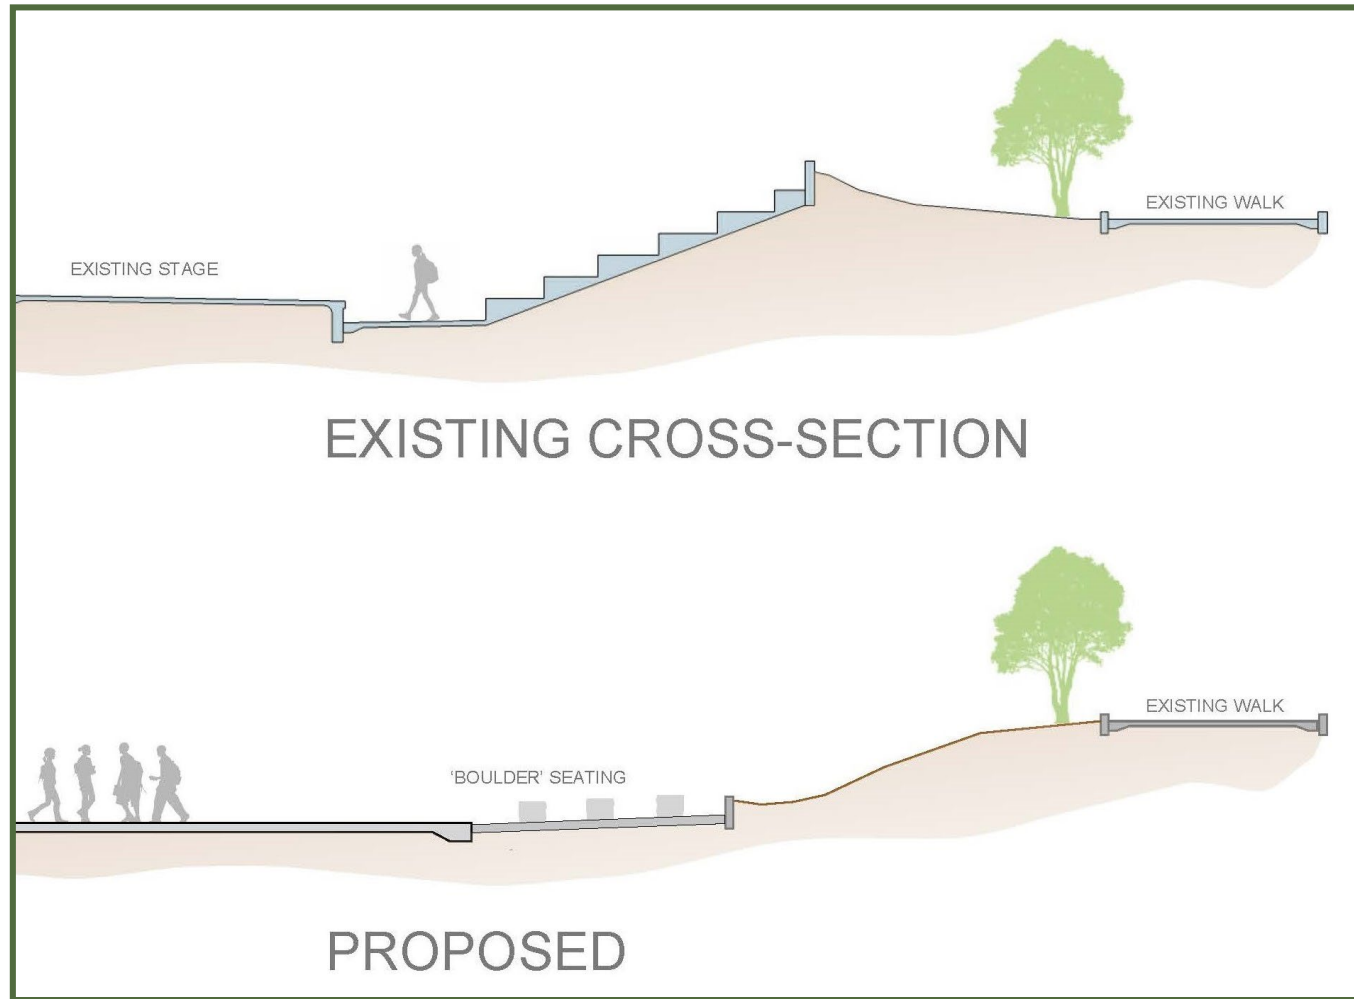 EXISTING WALK
EXISTING STAGE
EXISTING CROSS-SECTION
EXISTING WALK
'BOULDER' SEATING
PROPOSED